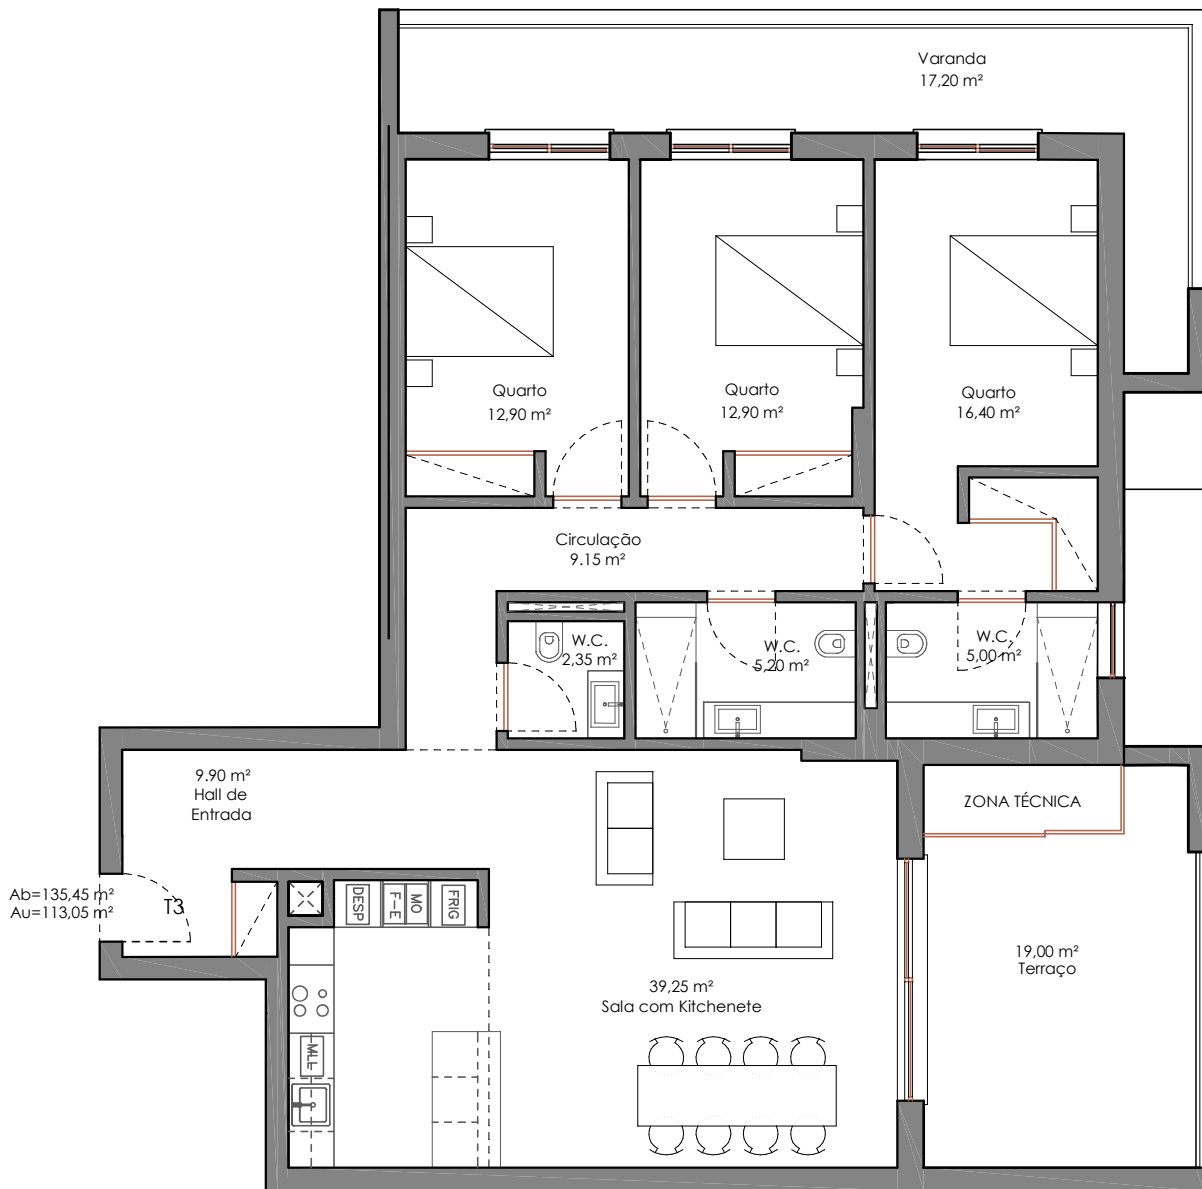 Varanda
17,20 m²
Quarto
12,90 m²
Quarto
12,90 m²
Quarto
16,40 m²
Circulação
9.15 m²
W.C.
2,35 m²
W.C.
5,20 m²
W.C.
5,00 m²
9.90 m²
Hall de
Entrada
ZONA TÉCNICA
Ab=135,45 m²
Au=113,05 m²
T3
DESP
F-E
MO
FRIG
19,00 m²
Terraço
39,25 m²
Sala com Kitchenete
MLL